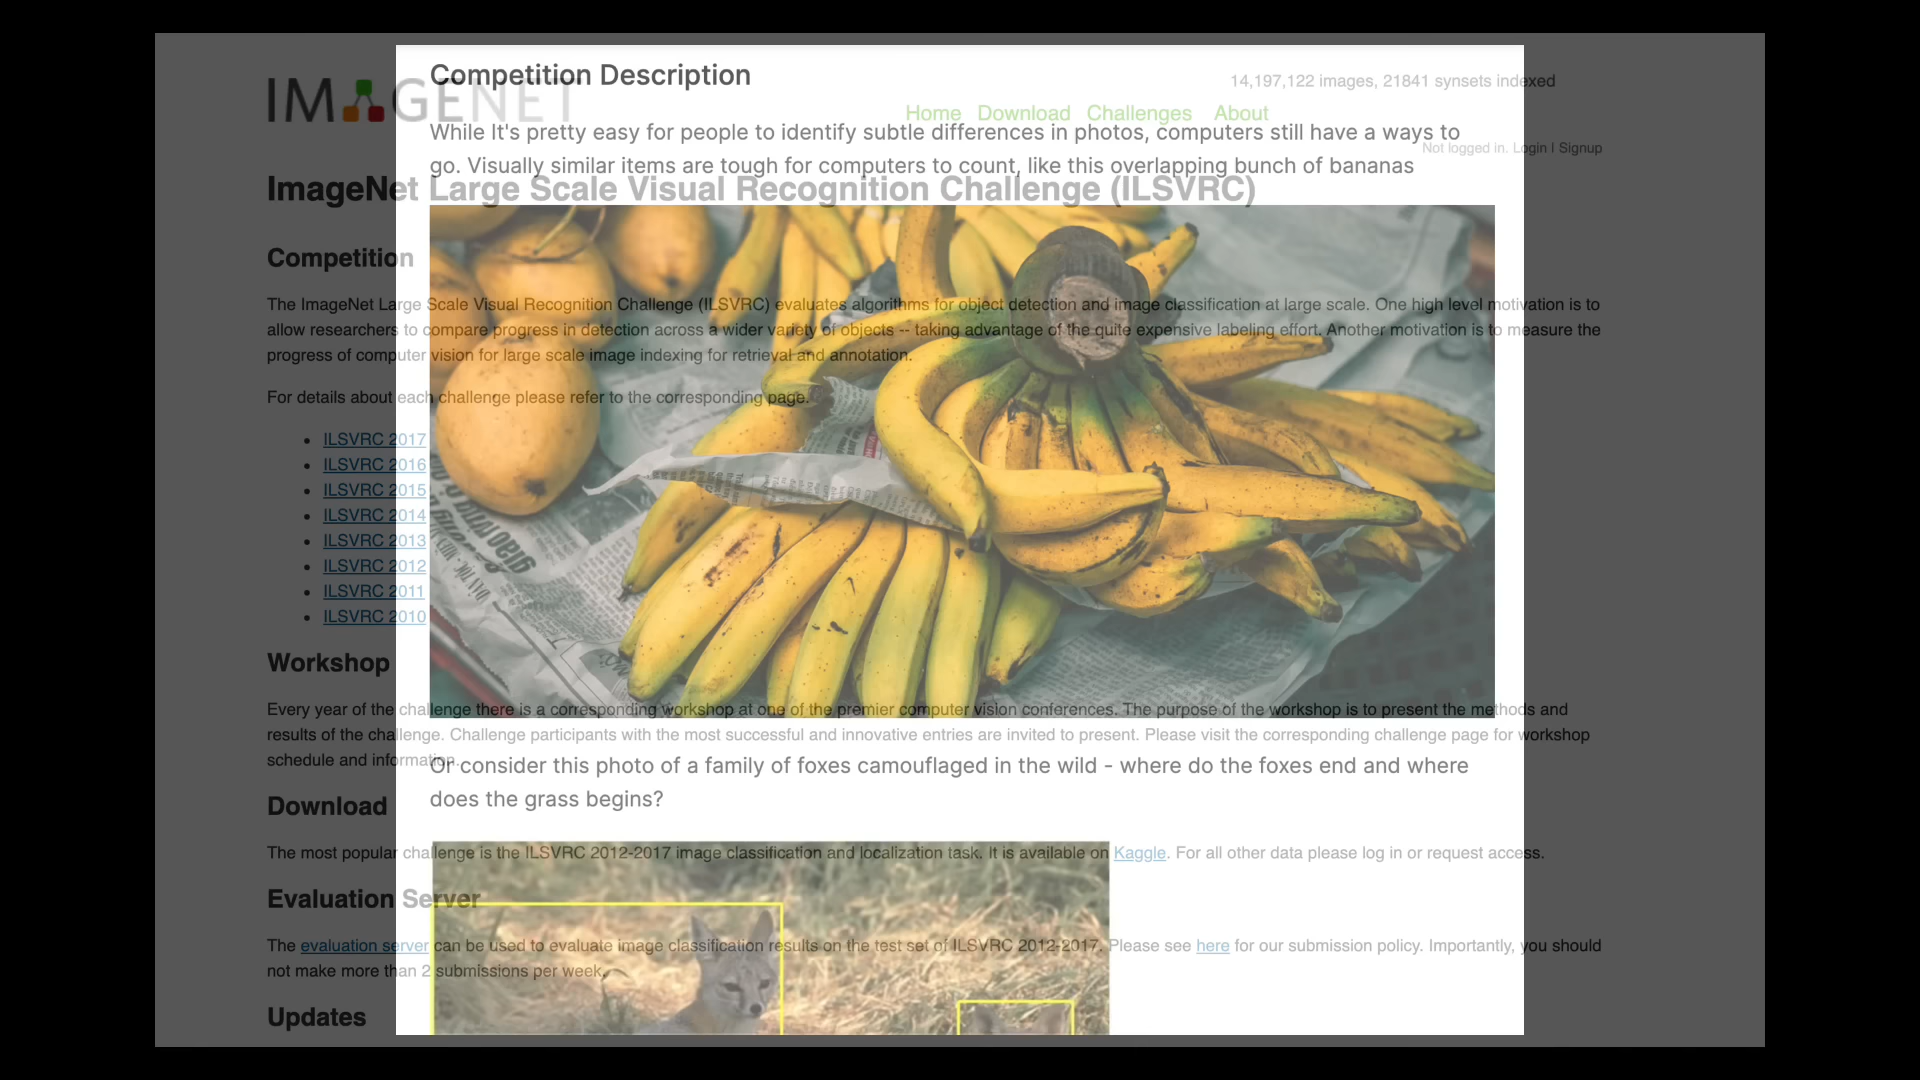 Competition Description
While It's pretty easy for people to identify subtle differences in photos, computers still have a ways to
go. Visually similar items are tough for computers to count, like this overlapping bunch of bananas
Or consider this photo of a family of foxes camouflaged in the wild - where do the foxes end and where
does the grass begins?
IMAGENET
14,197,122 images, 21841 synsets indexed
Home Download Challenges About
Not logged in. Login I Signup
ImageNet Large Scale Visual Recognition Challenge (ILSVRC)
Competition
The ImageNet Large Scale Visual Recognition Challenge (ILSVRC) evaluates algorithms for object detection and image classification at large scale. One high level motivation is to
allow researchers to compare progress in detection across a wider variety of objects -- taking advantage of the quite expensive labeling effort. Another motivation is to measure the
progress of computer vision for large scale image indexing for retrieval and annotation.
For details about each challenge please refer to the corresponding page.
• ILSVRC 2017
• ILSVRC 2016
• ILSVRC 2015
• ILSVRC 2014
• ILSVRC 2013
• ILSVRC 2012
• ILSVRC 2011
• ILSVRC 2010
Workshop
Every year of the challenge there is a corresponding workshop at one of the premier computer vision conferences. The purpose of the workshop is to present the methods and
results of the challenge. Challenge participants with the most successful and innovative entries are invited to present. Please visit the corresponding challenge page for workshop
schedule and information.
Download
The most popular challenge is the ILSVRC 2012-2017 image classification and localization task. It is available on Kaggle. For all other data please log in or request access.
Evaluation Server
The evaluation server can be used to evaluate image classification results on the test set of ILSVRC 2012-2017. Please see here for our submission policy. Importantly, you should
not make more than 2 submissions per week.
Updates